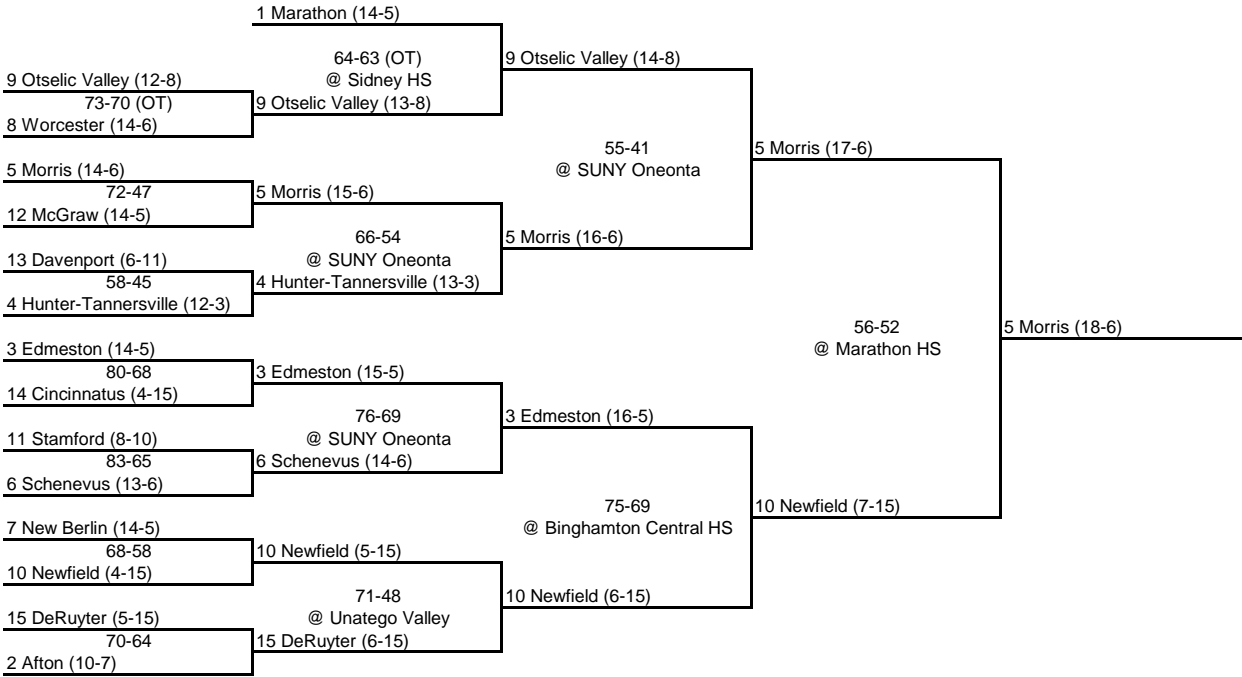 1 Marathon (14-5)
64-63 (OT)
@ Sidney HS
9 Otselic Valley (14-8)
9 Otselic Valley (12-8)
73-70 (OT)
9 Otselic Valley (13-8)
8 Worcester (14-6)
55-41
@ SUNY Oneonta
5 Morris (17-6)
5 Morris (14-6)
72-47
5 Morris (15-6)
12 McGraw (14-5)
66-54
@ SUNY Oneonta
5 Morris (16-6)
13 Davenport (6-11)
58-45
4 Hunter-Tannersville (13-3)
4 Hunter-Tannersville (12-3)
56-52
@ Marathon HS
5 Morris (18-6)
3 Edmeston (14-5)
80-68
3 Edmeston (15-5)
14 Cincinnatus (4-15)
76-69
@ SUNY Oneonta
3 Edmeston (16-5)
11 Stamford (8-10)
83-65
6 Schenevus (14-6)
6 Schenevus (13-6)
75-69
@ Binghamton Central HS
10 Newfield (7-15)
7 New Berlin (14-5)
68-58
10 Newfield (5-15)
10 Newfield (4-15)
71-48
@ Unatego Valley
10 Newfield (6-15)
15 DeRuyter (5-15)
70-64
15 DeRuyter (6-15)
2 Afton (10-7)